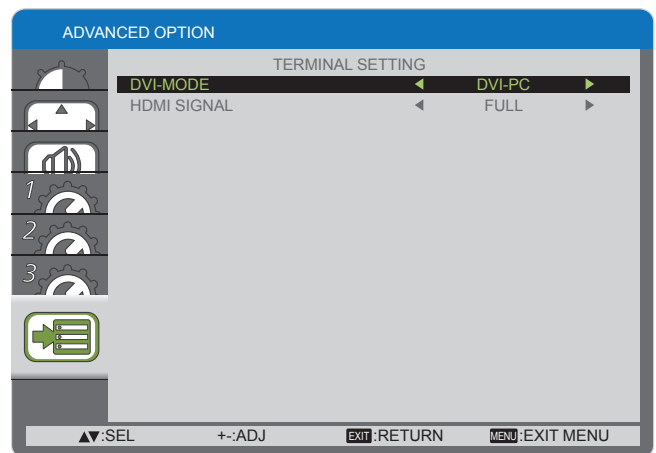 ADVANCED OPTION
TERMINAL SETTING
DVI-MODE ◀ DVI-PC ▶
HDMI SIGNAL ◀ FULL ▶
1
2
3
▲▼:SEL +-:ADJ EXIT:RETURN MENU:EXIT MENU